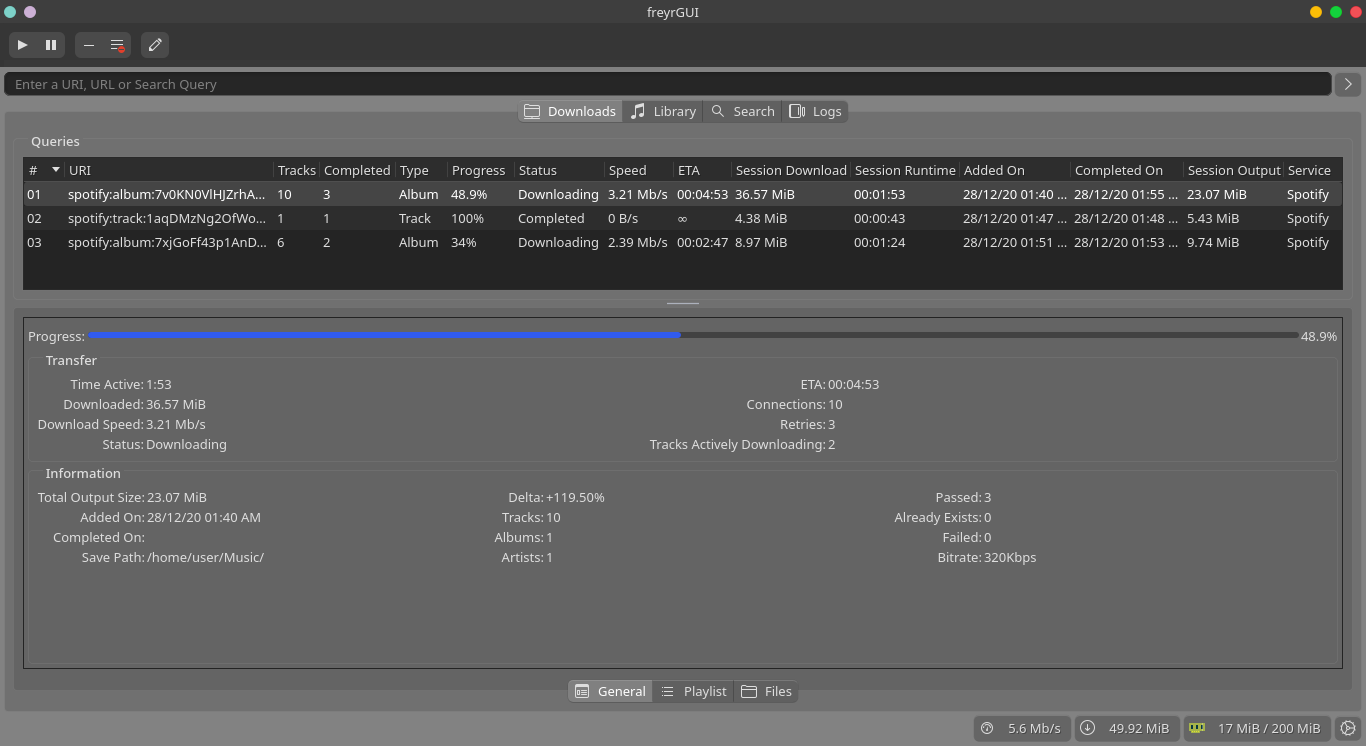 freyrGUI
Enter a URI, URL or Search Query
Downloads Library Search Logs
Queries
# URI Tracks Completed Type Progress Status Speed ETA Session Download Session Runtime Added On Completed On Session Output Service
01 spotify:album:7v0KN0VlHJZrhA... 10 3 Album 48.9% Downloading 3.21 Mb/s 00:04:53 36.57 MiB 00:01:53 28/12/20 01:40 ... 28/12/20 01:55 ... 23.07 MiB Spotify
02 spotify:track:1aqDMzNg2OfWo... 1 1 Track 100% Completed 0 B/s ∞ 4.38 MiB 00:00:43 28/12/20 01:47 ... 28/12/20 01:48 ... 5.43 MiB Spotify
03 spotify:album:7xjGoFf43p1AnD... 6 2 Album 34% Downloading 2.39 Mb/s 00:02:47 8.97 MiB 00:01:24 28/12/20 01:51 ... 28/12/20 01:53 ... 9.74 MiB Spotify
Progress: 48.9%
Transfer
Time Active: 1:53 ETA: 00:04:53
Downloaded: 36.57 MiB Connections: 10
Download Speed: 3.21 Mb/s Retries: 3
Status: Downloading Tracks Actively Downloading: 2
Information
Total Output Size: 23.07 MiB Delta: +119.50% Passed: 3
Added On: 28/12/20 01:40 AM Tracks: 10 Already Exists: 0
Completed On: Albums: 1 Failed: 0
Save Path: /home/user/Music/ Artists: 1 Bitrate: 320Kbps
General Playlist Files
5.6 Mb/s 49.92 MiB 17 MiB / 200 MiB